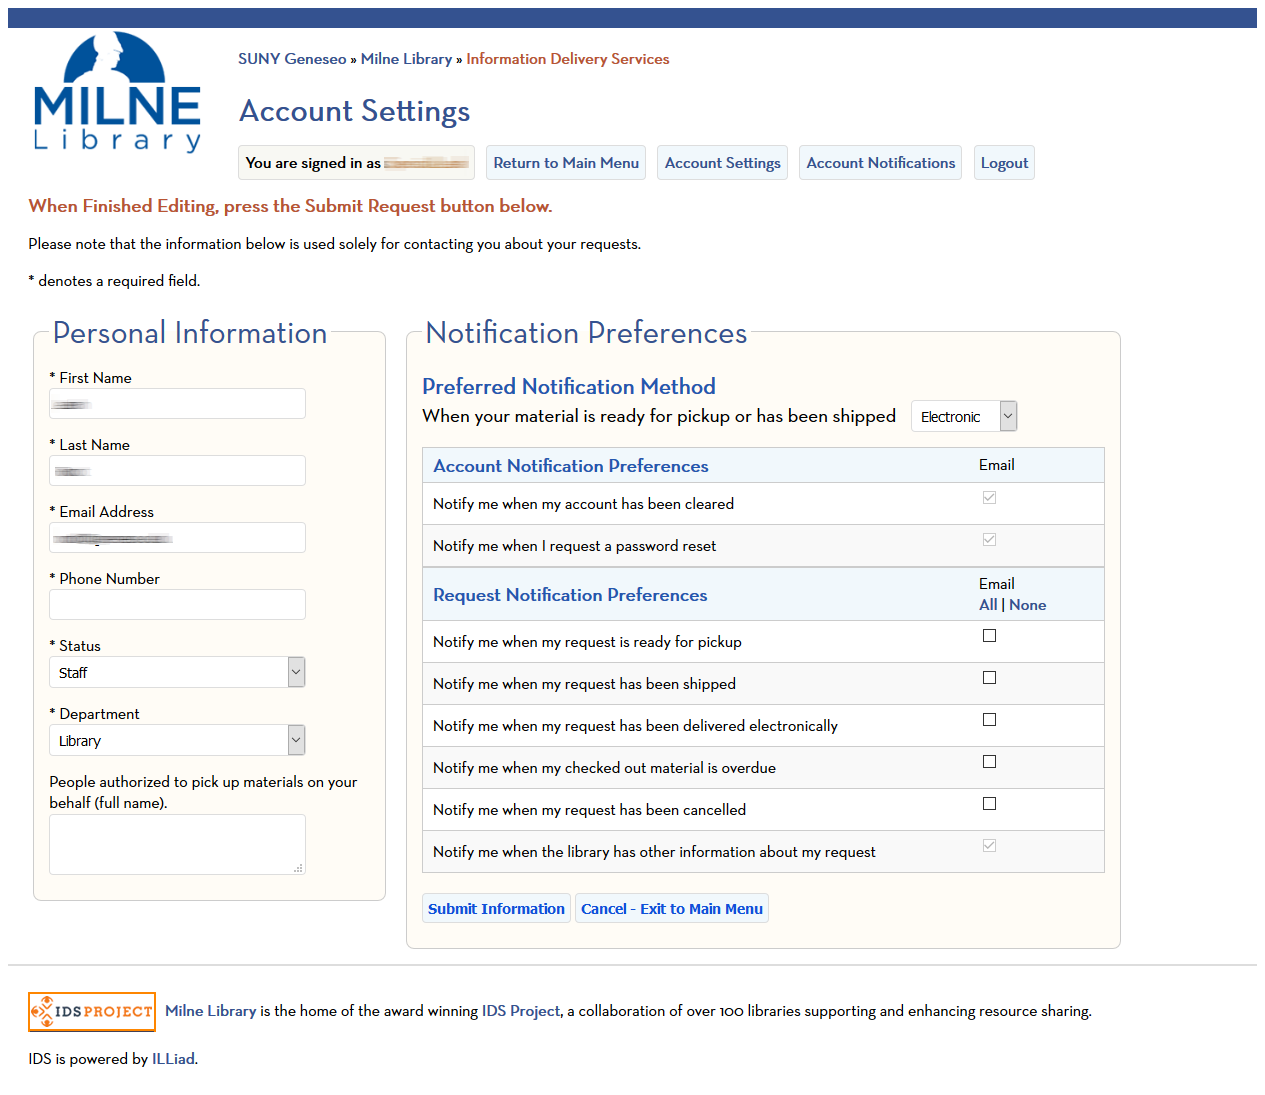 MILNE
Library
SUNY Geneseo » Milne Library » Information Delivery Services
Account Settings
You are signed in as
Return to Main Menu
Account Settings
Account Notifications
Logout
When Finished Editing, press the Submit Request button below.
Please note that the information below is used solely for contacting you about your requests.
* denotes a required field.
Personal Information
* First Name
* Last Name
* Email Address
* Phone Number
* Status
Staff
* Department
Library
People authorized to pick up materials on your
behalf (full name).
Notification Preferences
Preferred Notification Method
When your material is ready for pickup or has been shipped Electronic
Account Notification Preferences Email
Notify me when my account has been cleared
Notify me when I request a password reset
Request Notification Preferences Email
All | None
Notify me when my request is ready for pickup
Notify me when my request has been shipped
Notify me when my request has been delivered electronically
Notify me when my checked out material is overdue
Notify me when my request has been cancelled
Notify me when the library has other information about my request
Submit Information
Cancel - Exit to Main Menu
IDS PROJECT
Milne Library is the home of the award winning IDS Project, a collaboration of over 100 libraries supporting and enhancing resource sharing.
IDS is powered by ILLiad.